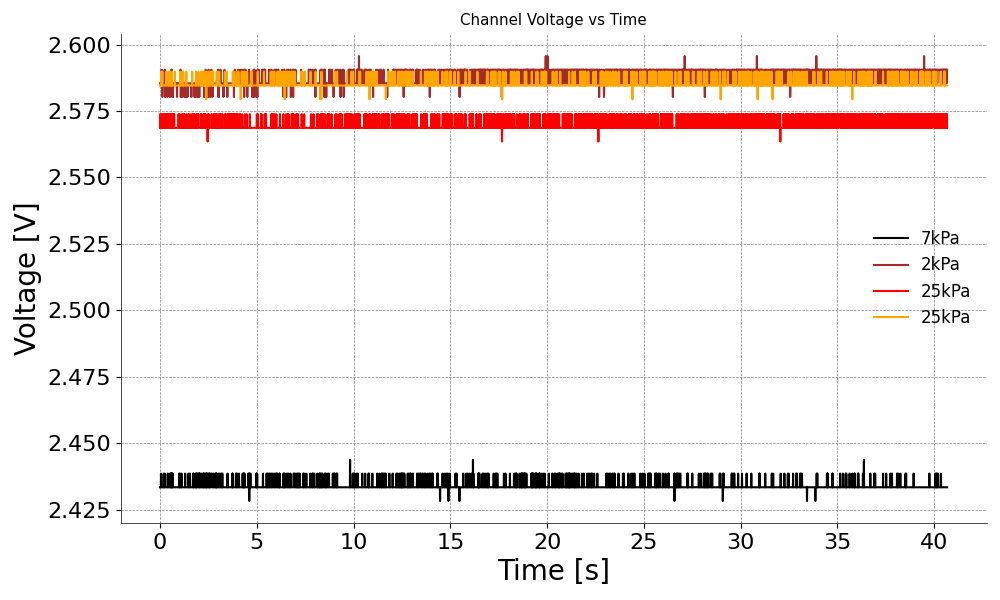 Channel Voltage vs Time
2.600
2.575
2.550
2.525
2.500
2.475
2.450
2.425
Voltage [V]
7kPa
2kPa
25kPa
25kPa
0 5 10 15 20 25 30 35 40
Time [s]